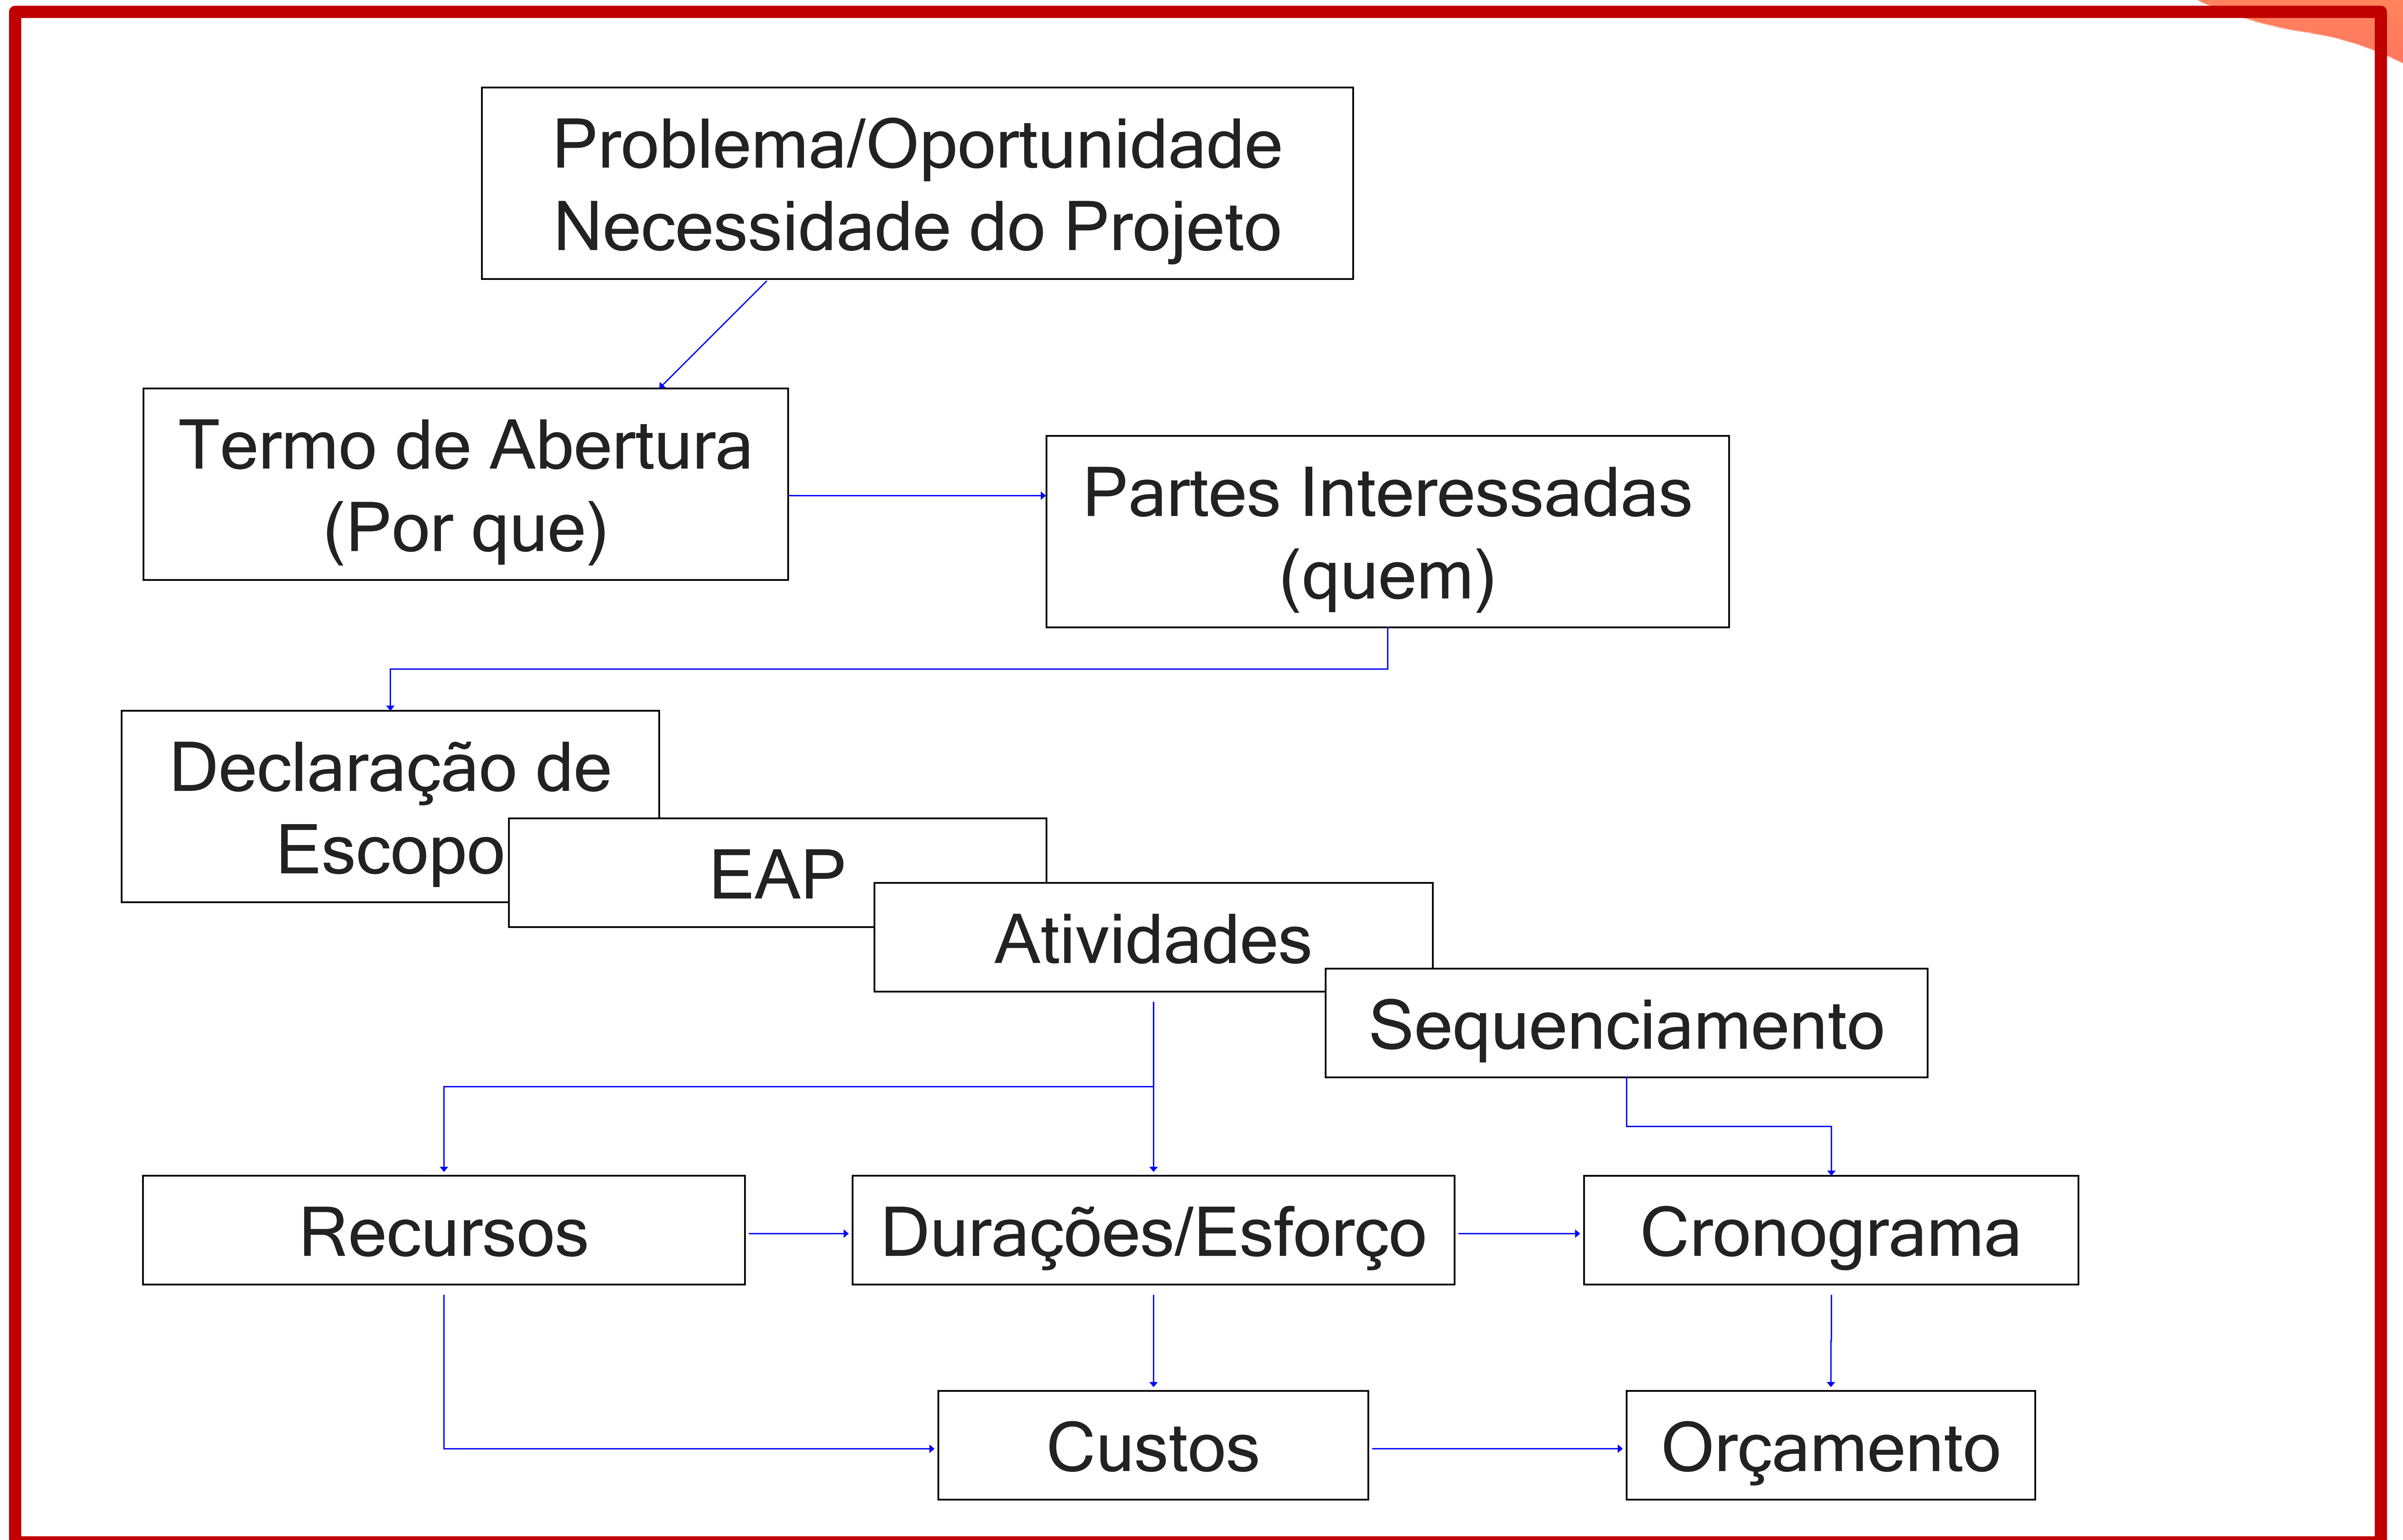 Problema/Oportunidade
Necessidade do Projeto
Termo de Abertura
(Por que)
Partes Interessadas
(quem)
Declaração de
Escopo
EAP
Atividades
Sequenciamento
Recursos
Durações/Esforço
Cronograma
Custos
Orçamento